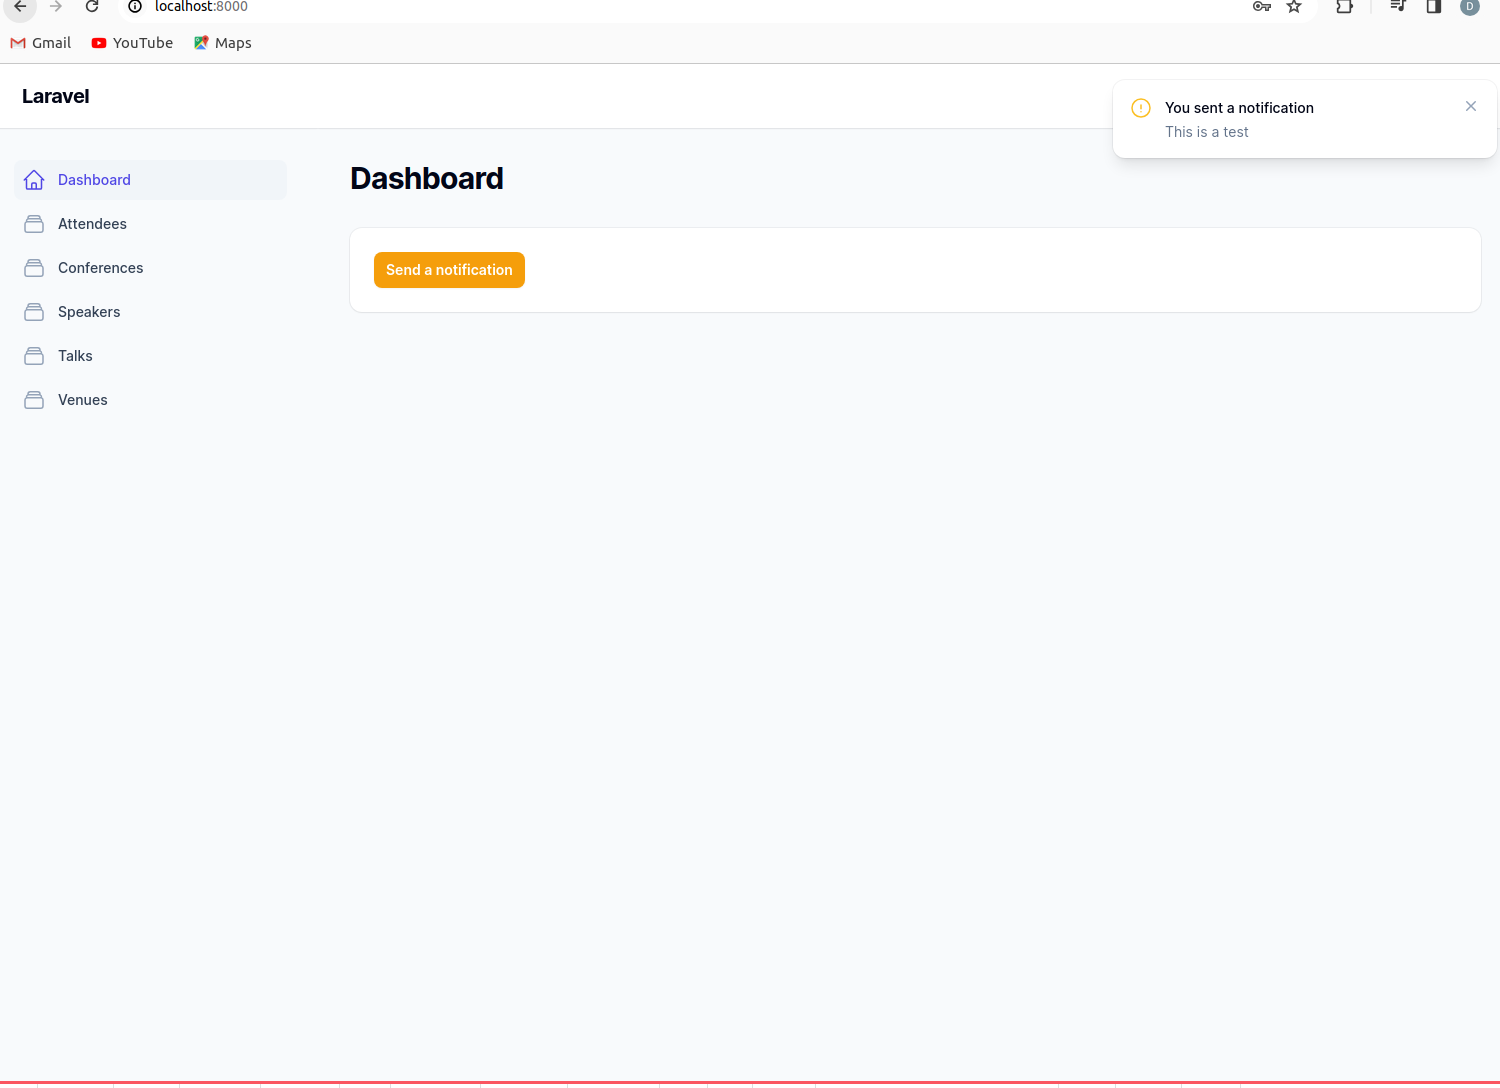 localhost:8000
D
Gmail YouTube Maps
Laravel
You sent a notification
This is a test
Dashboard
Attendees
Conferences
Speakers
Talks
Venues
Dashboard
Send a notification